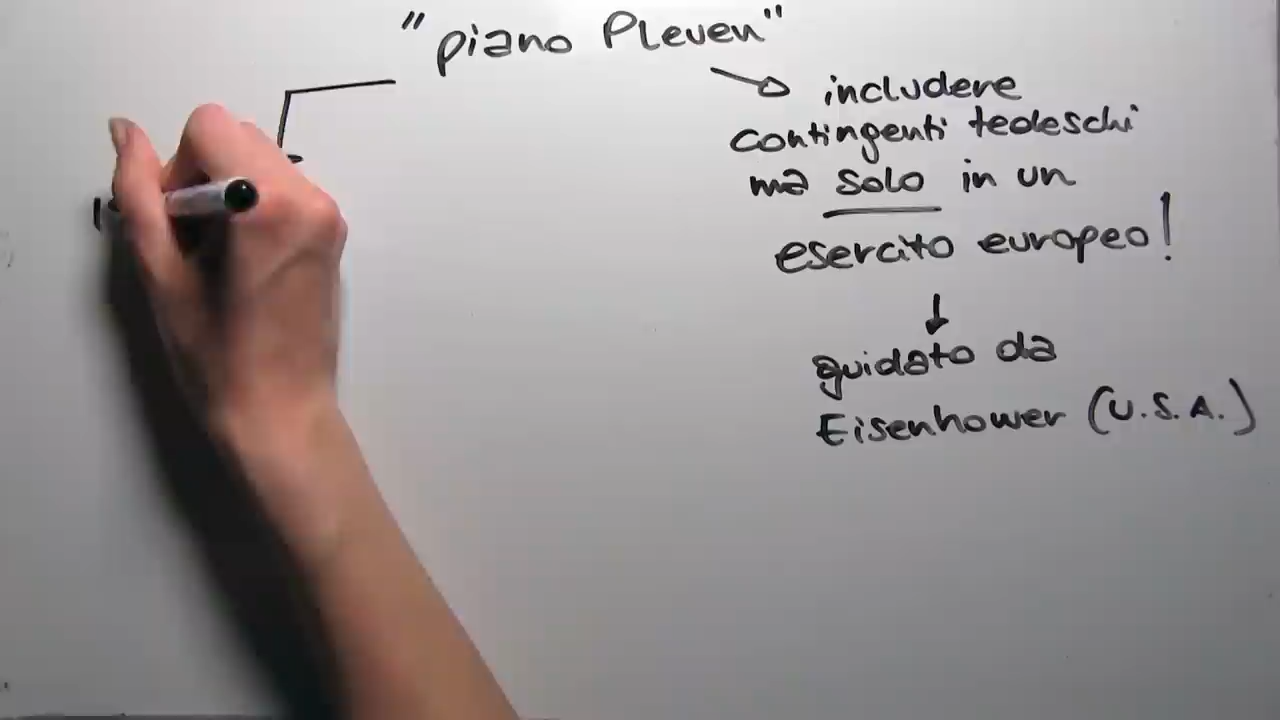 "piano Pleven"
includere
contingenti tedeschi
ma solo in un
esercito europeo!
guidato da
Eisenhower (U.S.A.)